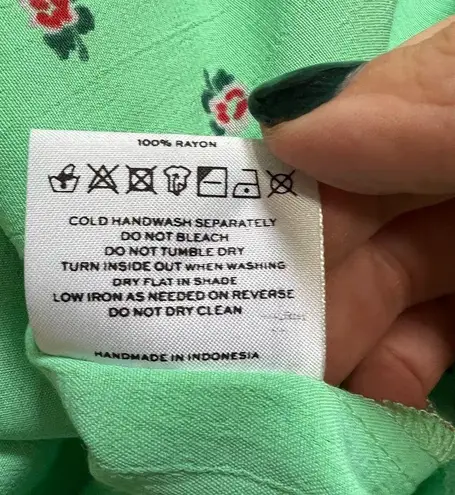 100% RAYON
COLD HANDWASH SEPARATELY
DO NOT BLEACH
DO NOT TUMBLE DRY
TURN INSIDE OUT WHEN WASHING
DRY FLAT IN SHADE
LOW IRON AS NEEDED ON REVERSE
DO NOT DRY CLEAN
HANDMADE IN INDONESIA